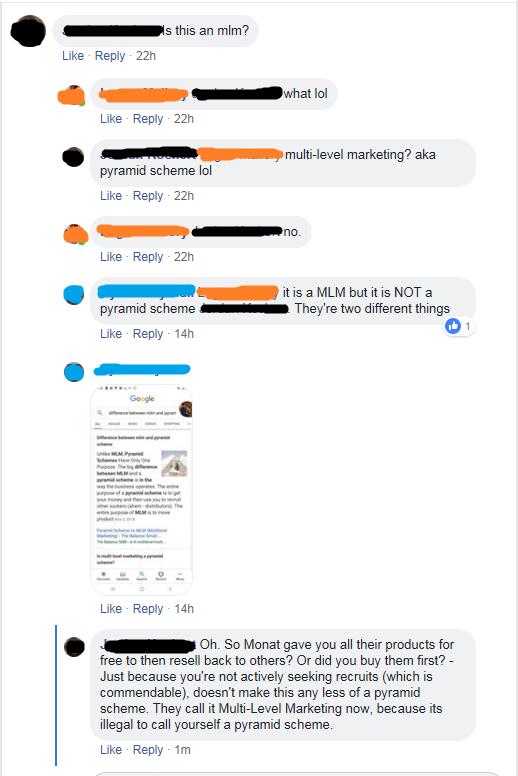 Is this an mlm?
Like · Reply · 22h
what lol
Like · Reply · 22h
multi-level marketing? aka
pyramid scheme lol
Like · Reply · 22h
no.
Like · Reply · 22h
it is a MLM but it is NOT a
pyramid scheme . They're two different things
1
Like · Reply · 14h
Google
difference between mlm and pyram
ALL IMAGES NEWS VIDEOS SHOPPING
Difference between mlm and pyramid
scheme
Unlike MLM, Pyramid
Schemes Have Only One
Purpose. The big difference
between MLM and a
pyramid scheme is in the
way the business operates. The entire
purpose of a pyramid scheme is to get
your money and then use you to recruit
other suckers (ahem - distributors). The
entire purpose of MLM is to move
product.
Pyramid Scheme vs MLM (Multilevel
Marketing) - The Balance Small ...
Is multi level marketing a pyramid
scheme?
Like · Reply · 14h
Oh. So Monat gave you all their products for
free to then resell back to others? Or did you buy them first? -
Just because you're not actively seeking recruits (which is
commendable), doesn't make this any less of a pyramid
scheme. They call it Multi-Level Marketing now, because its
illegal to call yourself a pyramid scheme.
Like · Reply · 1m